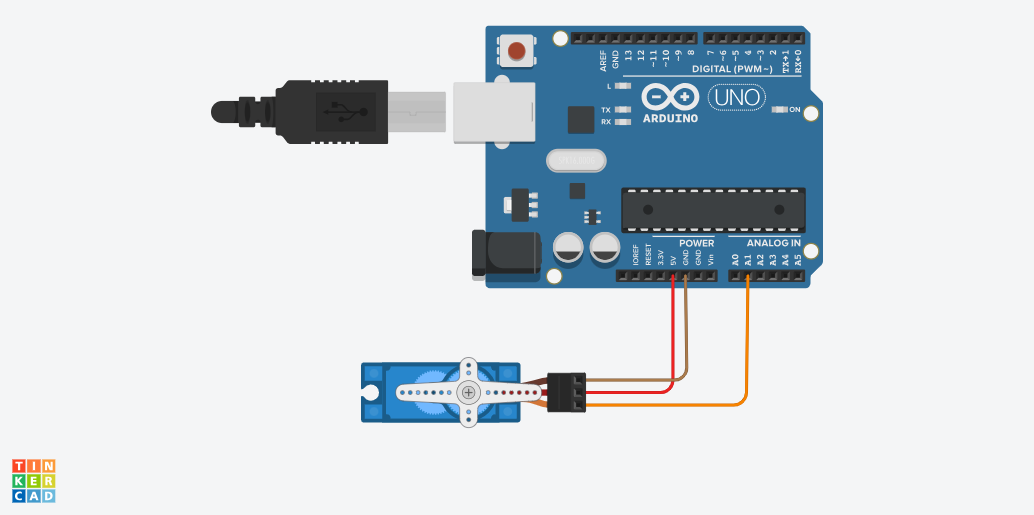 AREF
GND
13
12
~11
~10
~9
8
7
~6
~5
4
~3
2
TX→1
RX←0
DIGITAL (PWM~)
L
TX
RX
ARDUINO
UNO
ON
POWER
ANALOG IN
IOREF
RESET
3.3V
5V
GND
GND
Vin
A0
A1
A2
A3
A4
A5
TIN
KER
CAD